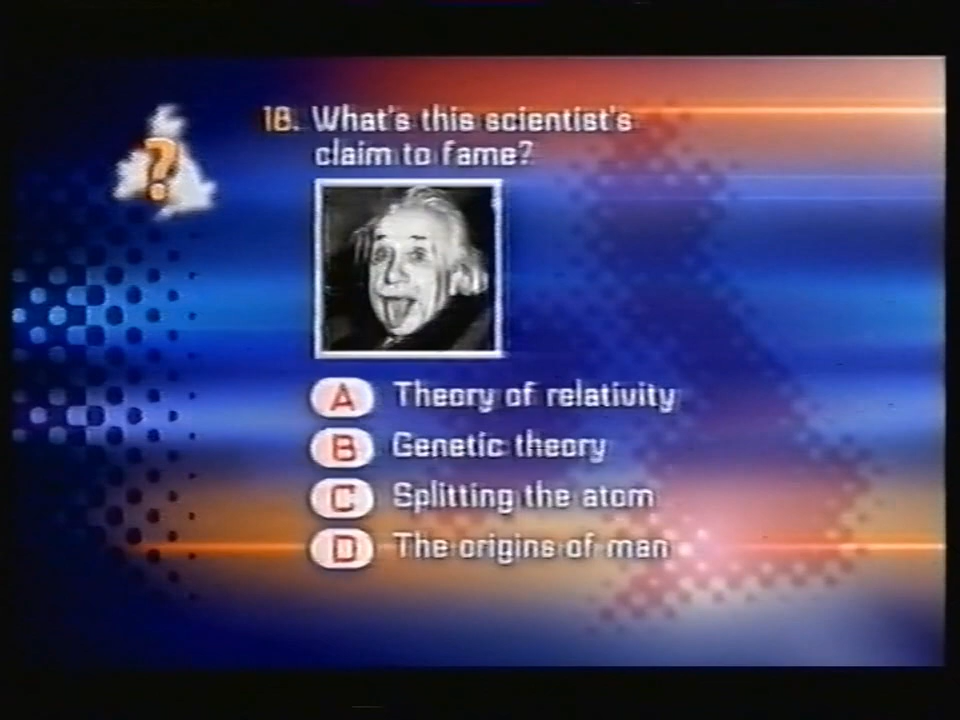 ?
18. What's this scientist's
claim to fame?
A Theory of relativity
B Genetic theory
C Splitting the atom
D The origins of man